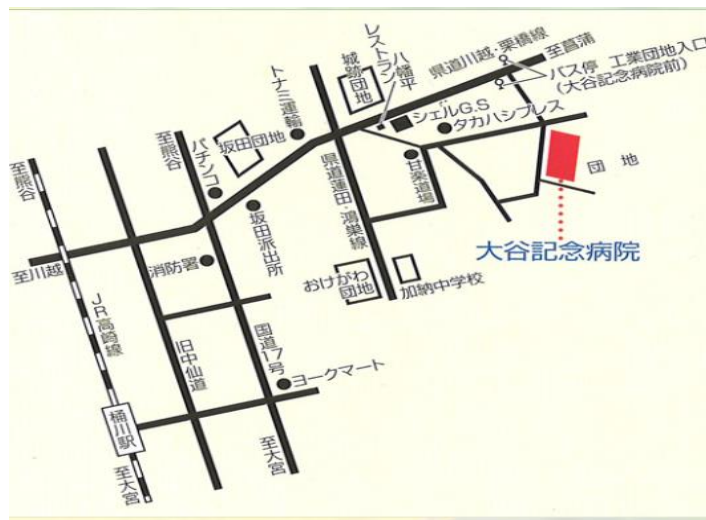 県道川越・栗橋線
至菖蒲
バス停 工業団地入口
(大谷記念病院前)
レストラン
八幡平
城跡
団地
シェルG.S
タカハシプレス
トナミ運輸
坂田団地
パチンコ
至熊谷
至熊谷
甘楽道場
団 地
県道蓮田・鴻巣線
坂田派出所
大谷記念病院
消防署
至川越
おけがわ
団地
加納中学校
JR高崎線
旧中仙道
国道17号
ヨークマート
桶川駅
至大宮
至大宮